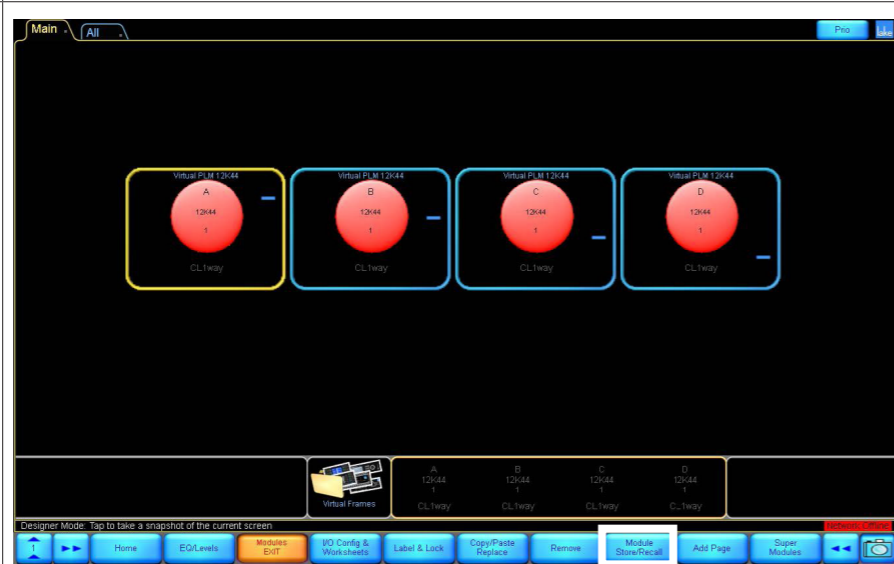 Main
All
Prio
lake
Virtual PLM 12K44
Virtual PLM 12K44
Virtual PLM 12K44
Virtual PLM 12K44
A
B
C
D
12K44
12K44
12K44
12K44
1
1
1
1
CL1way
CL1way
CL1way
CL1way
Virtual Frames
A
B
C
D
12K44
12K44
12K44
12K44
1
1
1
1
CL1way
CL1way
CL1way
CL1way
Designer Mode: Tap to take a snapshot of the current screen
Network: Offline
1
Home
EQ/Levels
Modules
EXIT
I/O Config &
Worksheets
Label & Lock
Copy/Paste
Replace
Remove
Module
Store/Recall
Add Page
Super
Modules